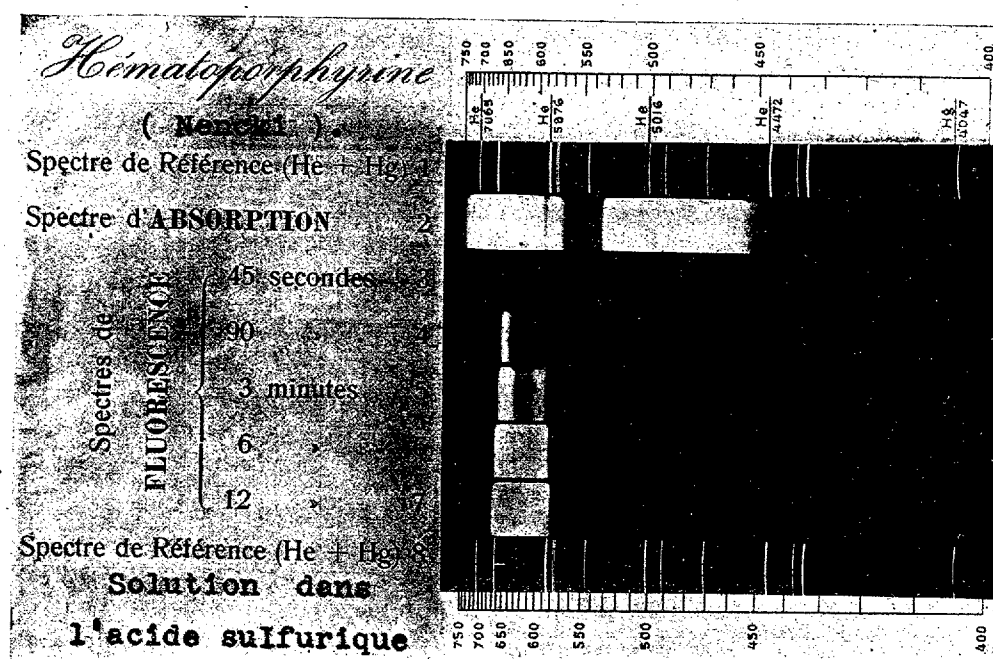 Hématoporphyrine
( Nencki ).
Spectre de Référence (He + Hg) 1
Spectre d'ABSORPTION 2
Spectres de
FLUORESCENCE
45 secondes 3
90 » 4
3 minutes
6 »
12 » 7
Spectre de Référence (He + Hg) 8
Solution dans
l'acide sulfurique
750 700 650 600 550 500 450 400
He 7065 He 5876 He 5016 He 4472 Hg 4047
750 700 650 600 550 500 450 400